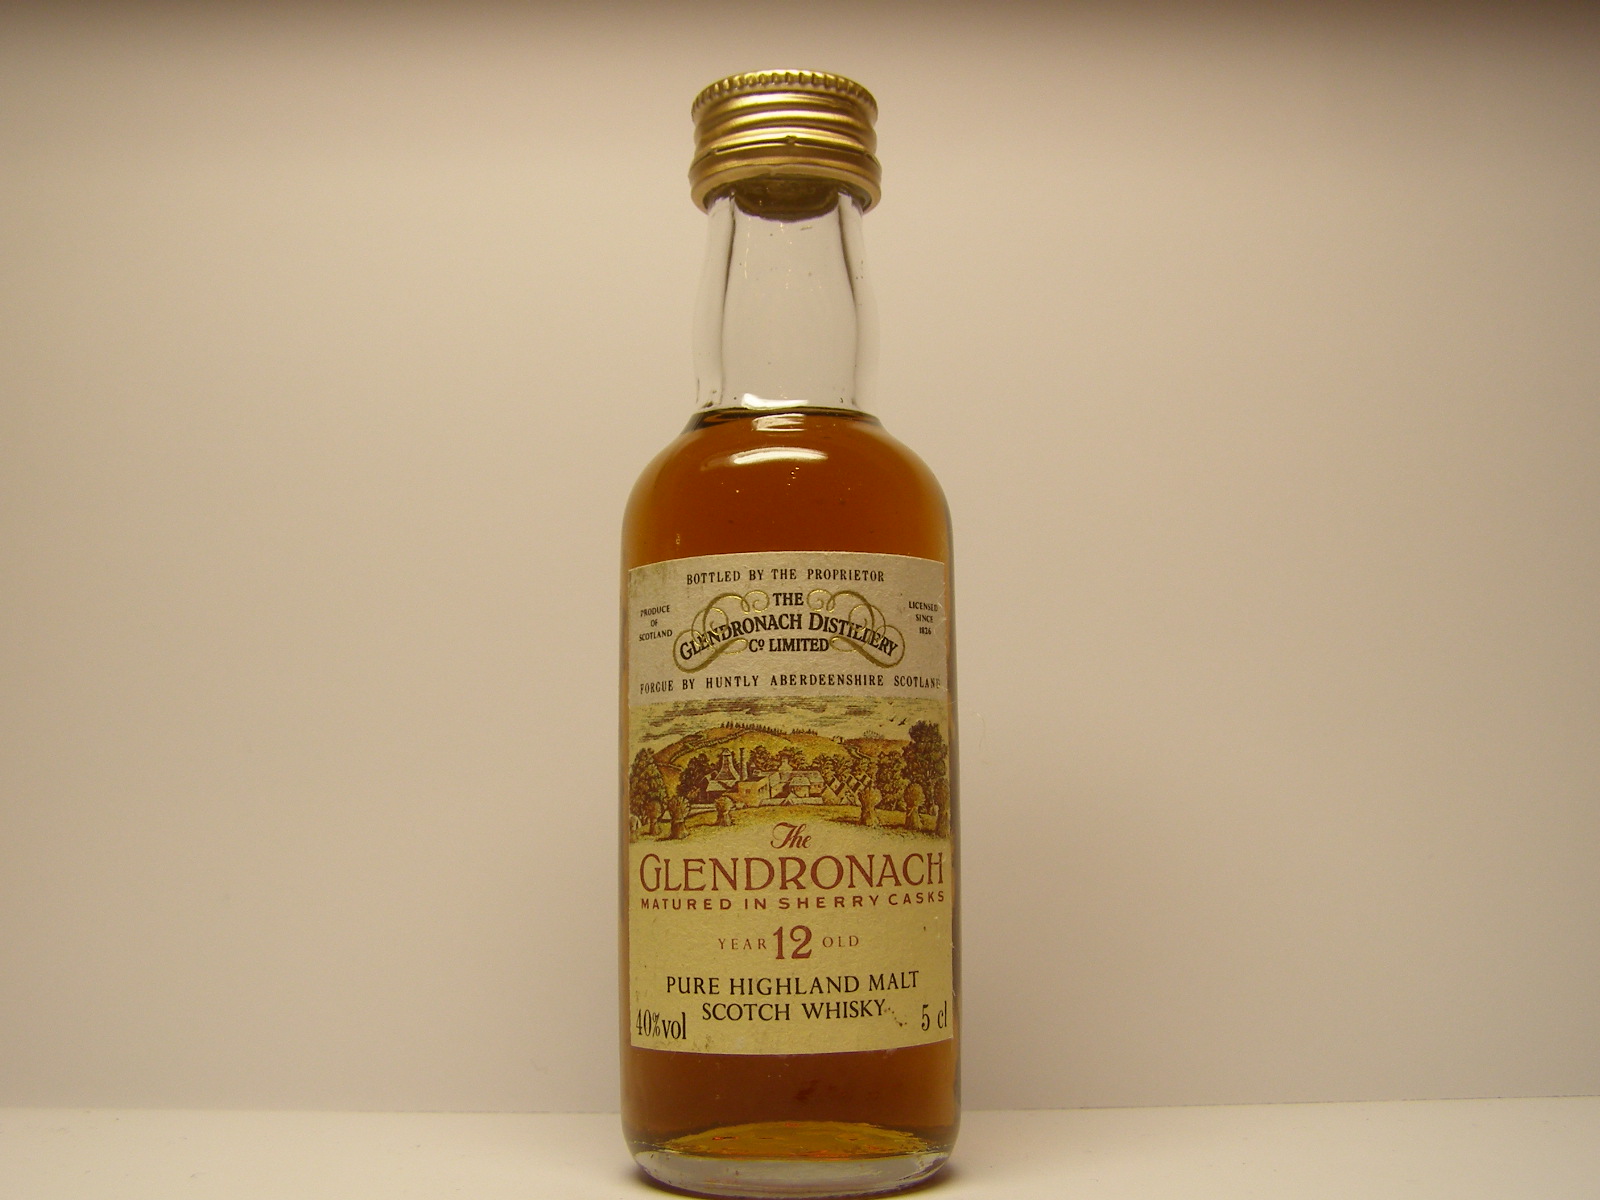 BOTTLED BY THE PROPRIETOR
PRODUCE
OF
SCOTLAND
THE
GLENDRONACH DISTILLERY
Cº LIMITED
LICENSED
SINCE
1826
FORGUE BY HUNTLY ABERDEENSHIRE SCOTLAND
The
GLENDRONACH
MATURED IN SHERRY CASKS
YEAR 12 OLD
PURE HIGHLAND MALT
SCOTCH WHISKY
40%vol
5 cl